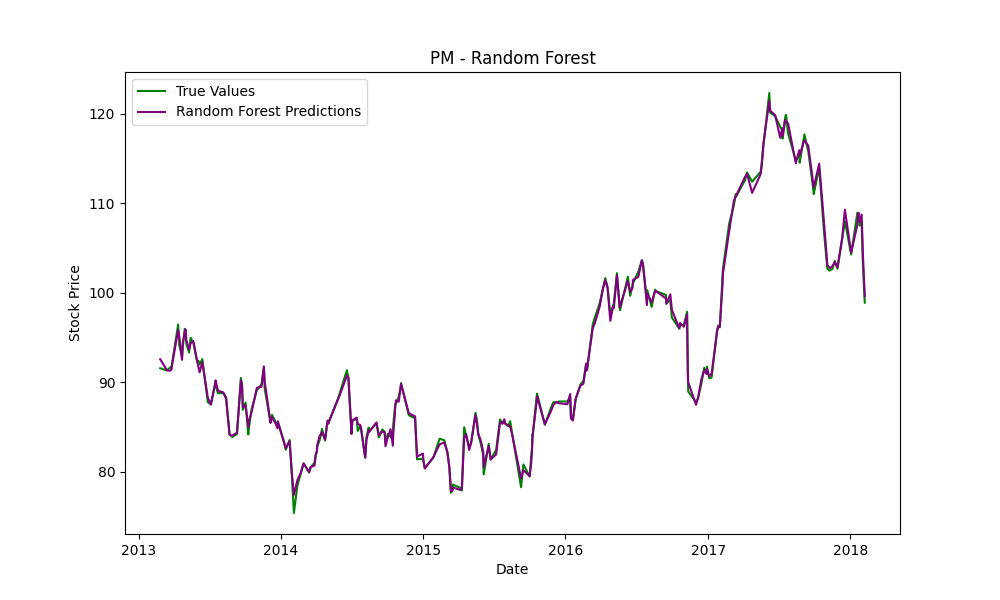 PM - Random Forest
True Values
Random Forest Predictions
120
110
100
90
80
Stock Price
2013 2014 2015 2016 2017 2018
Date